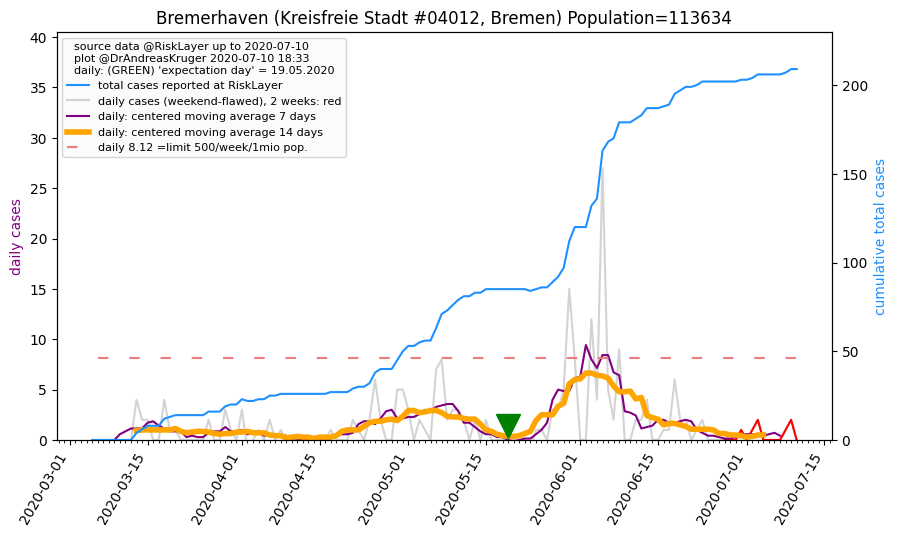 Bremerhaven (Kreisfreie Stadt #04012, Bremen) Population=113634
source data @RiskLayer up to 2020-07-10
plot @DrAndreasKruger 2020-07-10 18:33
daily: (GREEN) 'expectation day' = 19.05.2020
total cases reported at RiskLayer
daily cases (weekend-flawed), 2 weeks: red
daily: centered moving average 7 days
daily: centered moving average 14 days
daily 8.12 =limit 500/week/1mio pop.
daily cases
40
35
30
25
20
15
10
5
0
cumulative total cases
200
150
100
50
0
2020-03-01
2020-03-15
2020-04-01
2020-04-15
2020-05-01
2020-05-15
2020-06-01
2020-06-15
2020-07-01
2020-07-15